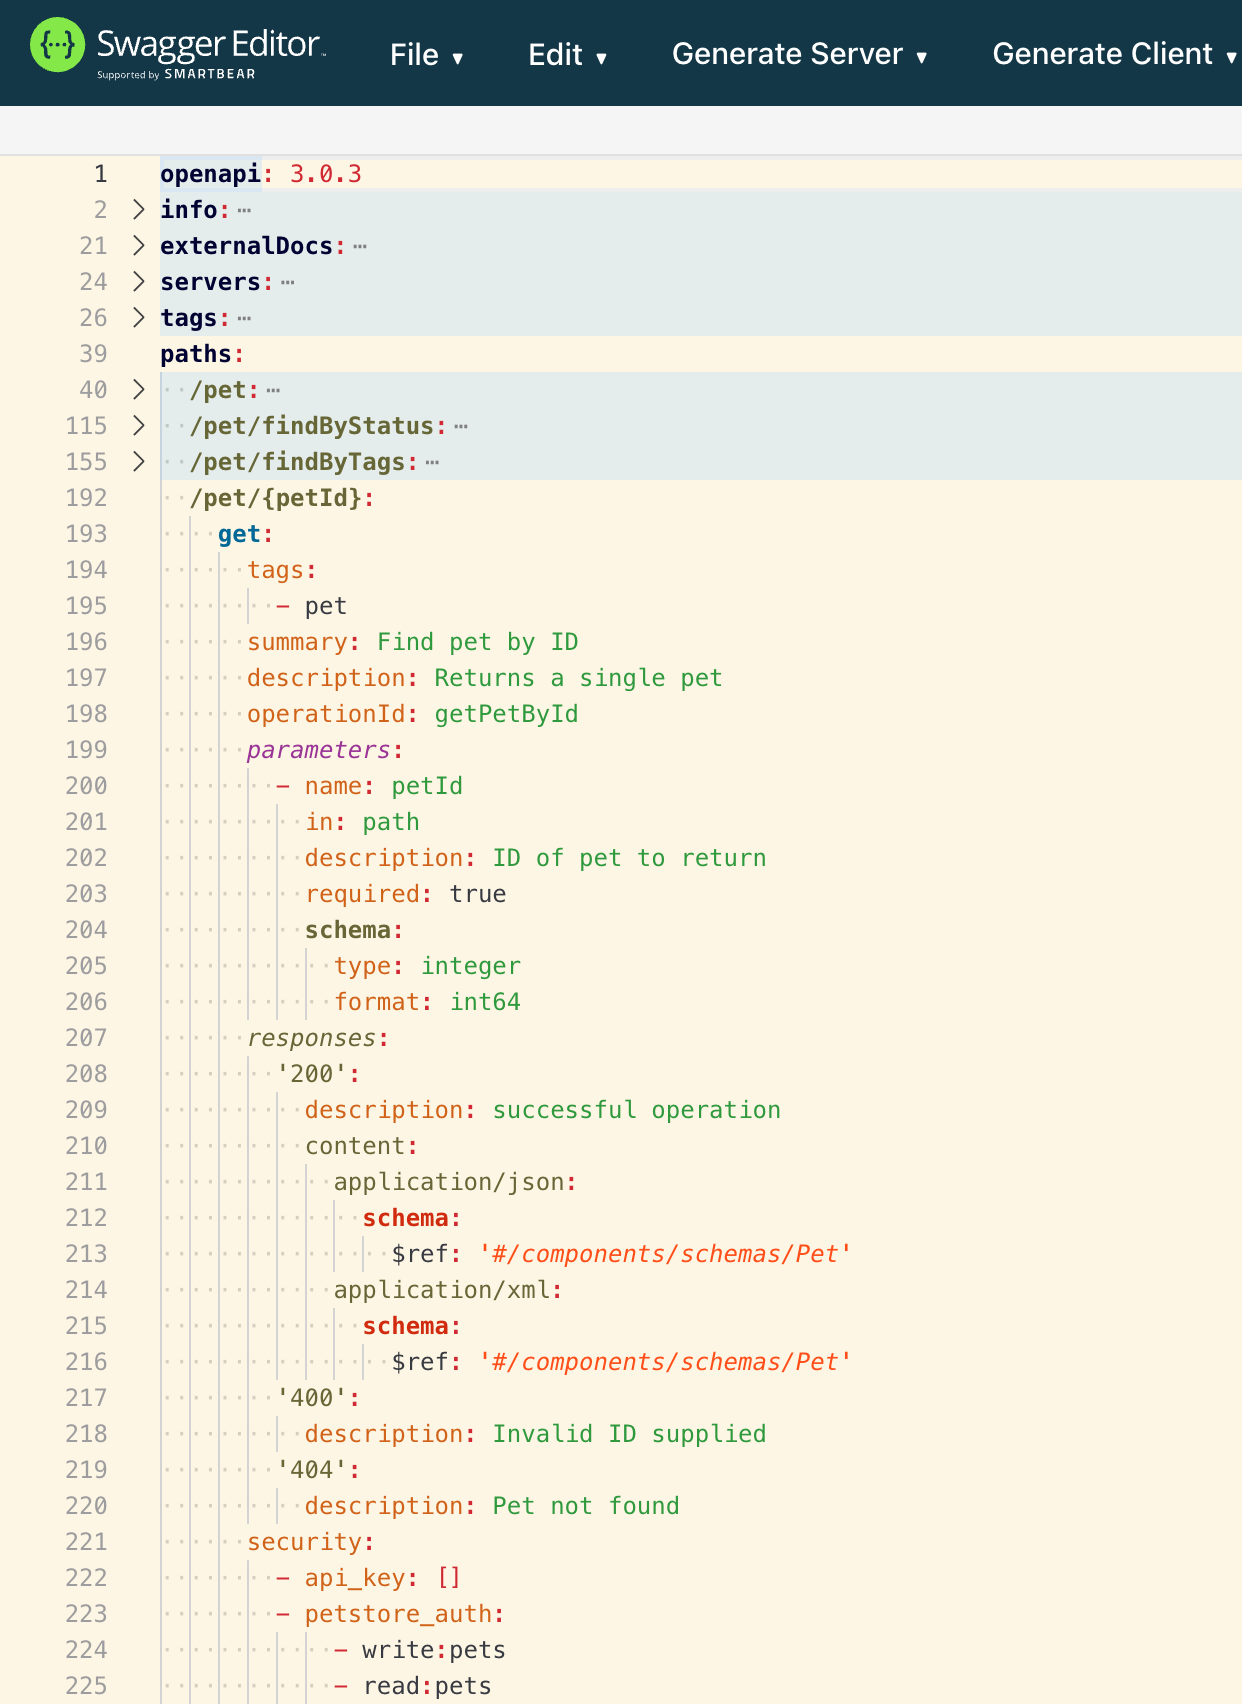 Swagger Editor™
Supported by SMARTBEAR
File ▾ Edit ▾ Generate Server ▾ Generate Client ▾
1 openapi: 3.0.3
2 > info: ⋯
21 > externalDocs: ⋯
24 > servers: ⋯
26 > tags: ⋯
39 paths:
40 > /pet: ⋯
115 > /pet/findByStatus: ⋯
155 > /pet/findByTags: ⋯
192 /pet/{petId}:
193 get:
194 tags:
195 - pet
196 summary: Find pet by ID
197 description: Returns a single pet
198 operationId: getPetById
199 parameters:
200 - name: petId
201 in: path
202 description: ID of pet to return
203 required: true
204 schema:
205 type: integer
206 format: int64
207 responses:
208 '200':
209 description: successful operation
210 content:
211 application/json:
212 schema:
213 $ref: '#/components/schemas/Pet'
214 application/xml:
215 schema:
216 $ref: '#/components/schemas/Pet'
217 '400':
218 description: Invalid ID supplied
219 '404':
220 description: Pet not found
221 security:
222 - api_key: []
223 - petstore_auth:
224 - write:pets
225 - read:pets